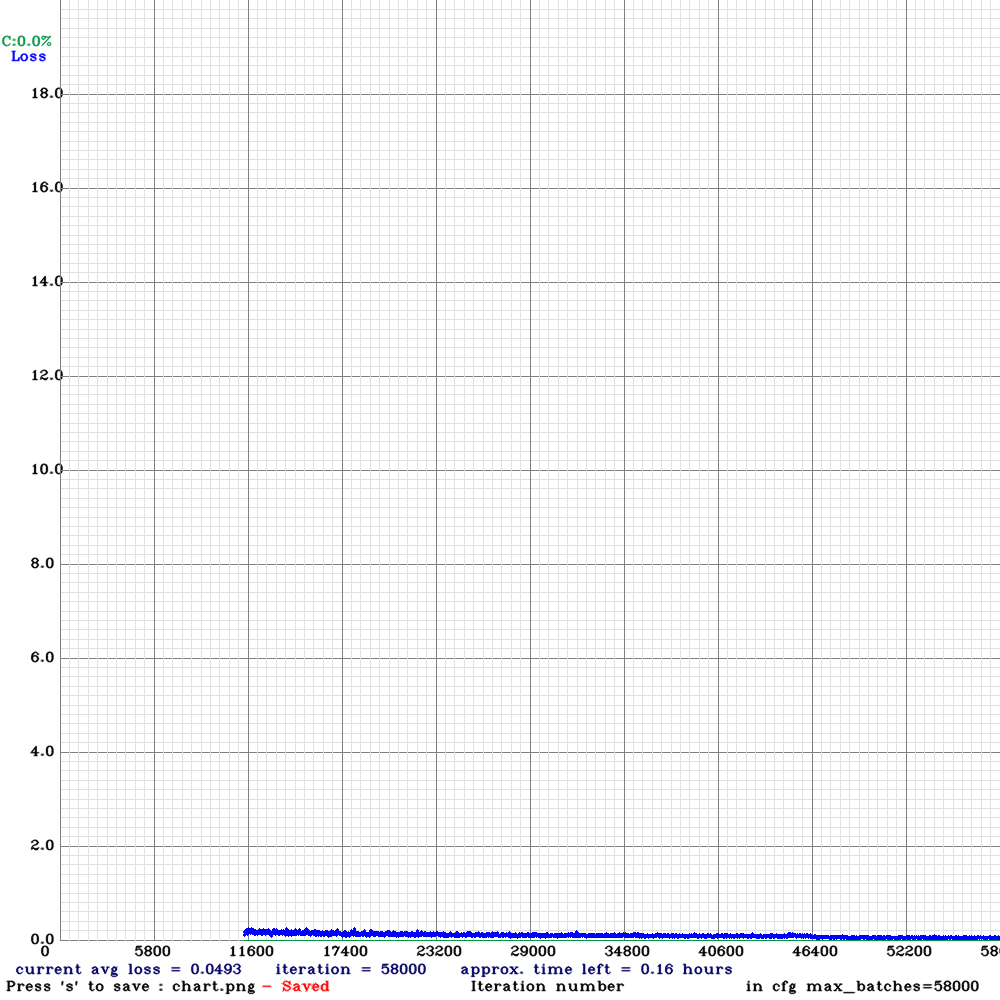 C:0.0%
Loss
18.0
16.0
14.0
12.0
10.0
8.0
6.0
4.0
2.0
0.0
0 5800 11600 17400 23200 29000 34800 40600 46400 52200 580
current avg loss = 0.0493 iteration = 58000 approx. time left = 0.16 hours
Press 's' to save : chart.png - Saved Iteration number in cfg max_batches=58000